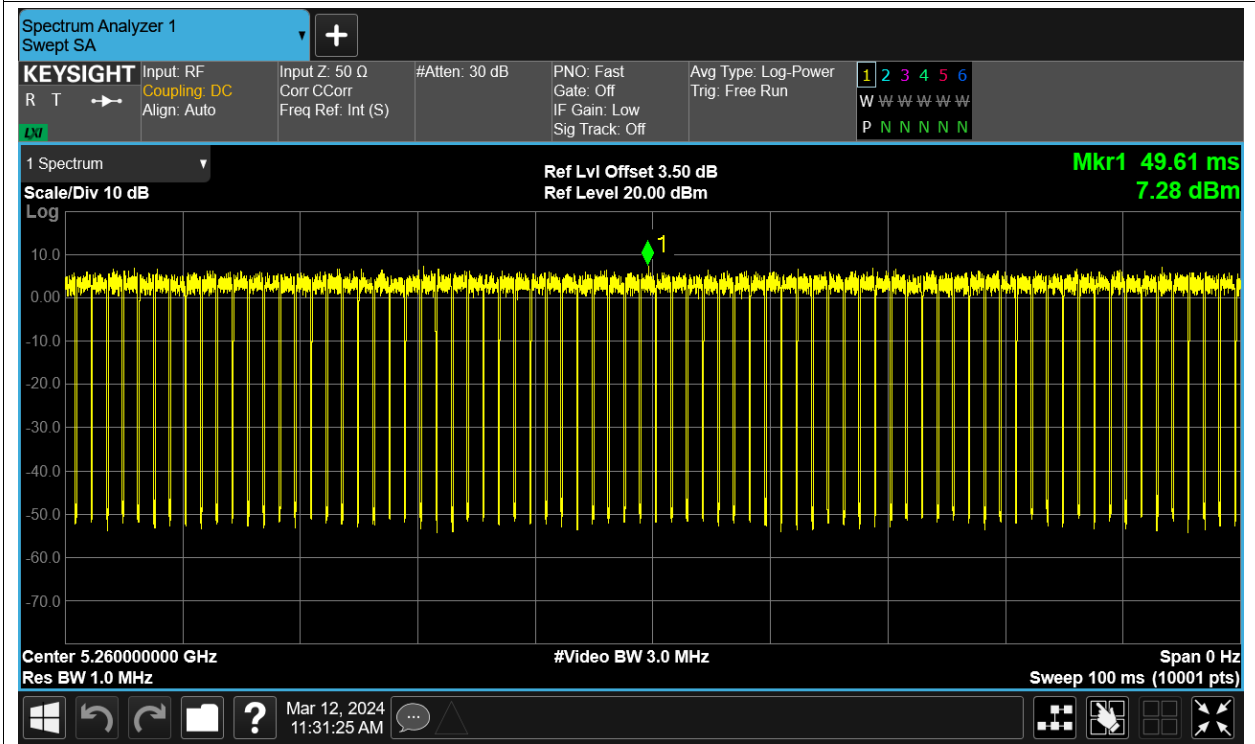 Spectrum Analyzer 1
Swept SA
KEYSIGHT
R T
LXI
Input: RF
Coupling: DC
Align: Auto
Input Z: 50 Ω
Corr CCorr
Freq Ref: Int (S)
#Atten: 30 dB
PNO: Fast
Gate: Off
IF Gain: Low
Sig Track: Off
Avg Type: Log-Power
Trig: Free Run
1 2 3 4 5 6
W W W W W W
P N N N N N
1 Spectrum
Scale/Div 10 dB
Log
Ref Lvl Offset 3.50 dB
Ref Level 20.00 dBm
Mkr1 49.61 ms
7.28 dBm
1
10.0
0.00
-10.0
-20.0
-30.0
-40.0
-50.0
-60.0
-70.0
Center 5.260000000 GHz
Res BW 1.0 MHz
#Video BW 3.0 MHz
Span 0 Hz
Sweep 100 ms (10001 pts)
?
Mar 12, 2024
11:31:25 AM